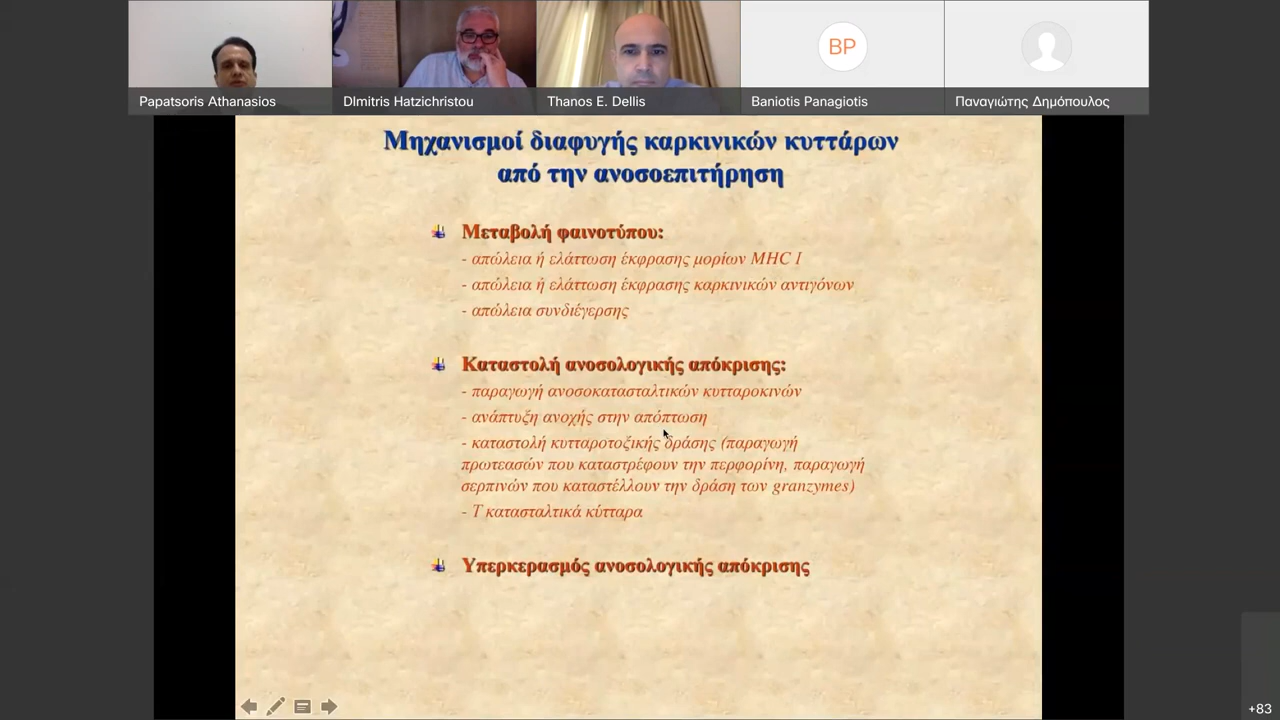 Papatsoris Athanasios
DImitris Hatzichristou
Thanos E. Dellis
BP
Baniotis Panagiotis
Παναγιώτης Δημόπουλος
Μηχανισμοί διαφυγής καρκινικών κυττάρων
από την ανοσοεπιτήρηση
Μεταβολή φαινοτύπου:
- απώλεια ή ελάττωση έκφρασης μορίων MHC I
- απώλεια ή ελάττωση έκφρασης καρκινικών αντιγόνων
- απώλεια συνδιέγερσης
Καταστολή ανοσολογικής απόκρισης:
- παραγωγή ανοσοκατασταλτικών κυτταροκινών
- ανάπτυξη ανοχής στην απόπτωση
- καταστολή κυτταροτοξικής δράσης (παραγωγή
πρωτεασών που καταστρέφουν την περφορίνη, παραγωγή
σερπινών που καταστέλλουν την δράση των granzymes)
- Τ κατασταλτικά κύτταρα
Υπερκερασμός ανοσολογικής απόκρισης
+83